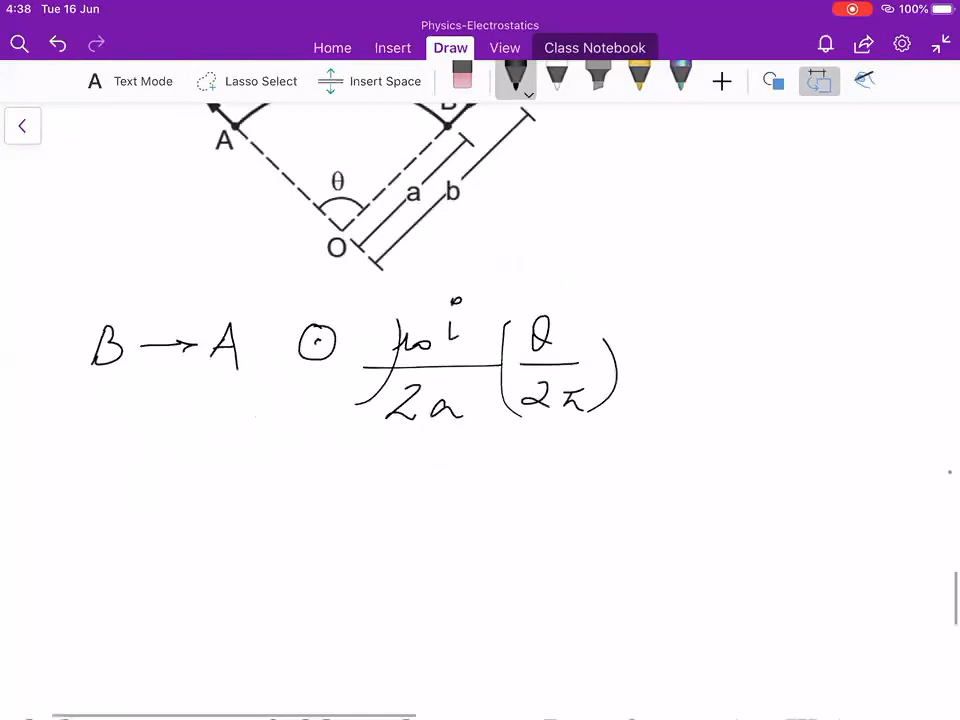 4:38 Tue 16 Jun 100%
Physics-Electrostatics
Home Insert Draw View Class Notebook
A Text Mode Lasso Select Insert Space
B
A
θ
a b
O
B → A ⊙ μ₀i/2a (θ/2π)